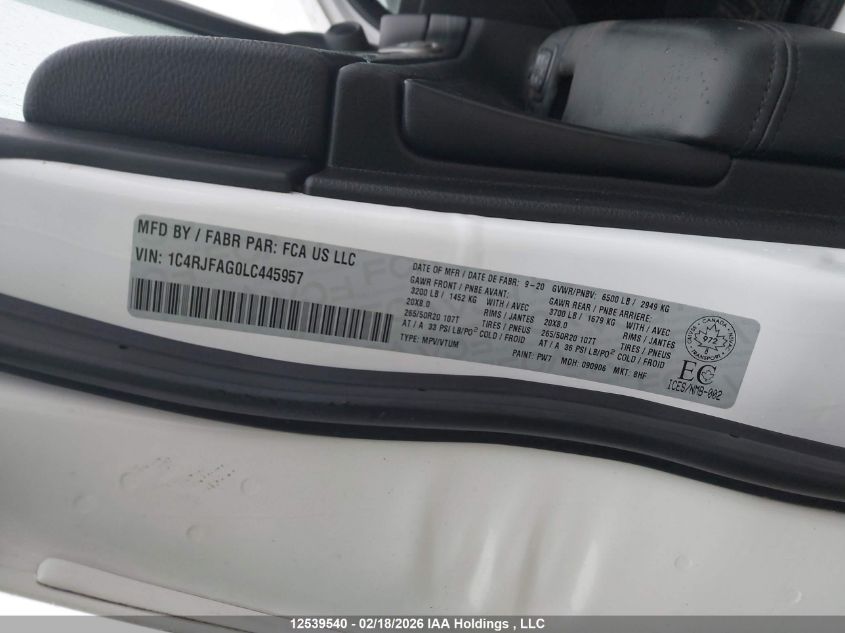 MFD BY / FABR PAR: FCA US LLC
VIN: 1C4RJFAG0LC445957
DATE OF MFR / DATE DE FABR: 9-20 GVWR/PNBV: 6500 LB / 2949 KG
GAWR FRONT / PNBE AVANT: GAWR REAR / PNBE ARRIERE:
3200 LB / 1452 KG WITH / AVEC 3700 LB / 1679 KG WITH / AVEC
20X8.0 RIMS / JANTES 20X8.0 RIMS / JANTES
265/50R20 107T TIRES / PNEUS 265/50R20 107T TIRES / PNEUS
AT / A 33 PSI LB/PO² COLD / FROID AT / A 36 PSI LB/PO² COLD / FROID
TYPE: MPV/VTUM PAINT: PW7 MDH: 090906 MKT: 8HF
CANADA
972
TRANSPORT
EC
ICES/NMB-002
12539540 - 02/18/2026 IAA Holdings , LLC